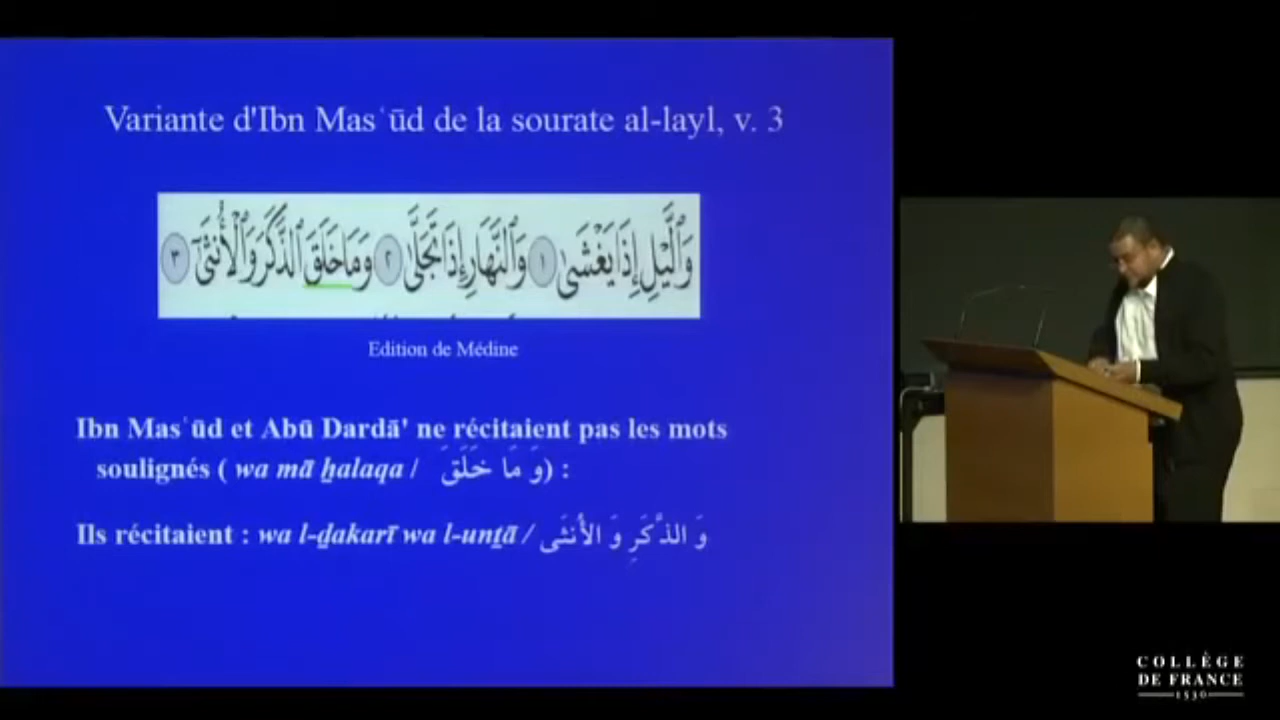 Variante d'Ibn Masʿūd de la sourate al-layl, v. 3
وَٱلَّيْلِ إِذَا يَغْشَىٰ ١ وَٱلنَّهَارِ إِذَا تَجَلَّىٰ ٢ وَمَا خَلَقَ ٱلذَّكَرَ وَٱلْأُنثَىٰٓ ٣
Edition de Médine
Ibn Masʿūd et Abū Dardā' ne récitaient pas les mots
soulignés ( wa mā ḫalaqa / وَ مَا خَلَقَ) :
Ils récitaient : wa l-ḏakarī wa l-unṯā / وَ الذَّكَرِ وَ الأُنثَى
COLLÈGE
DE FRANCE
1530